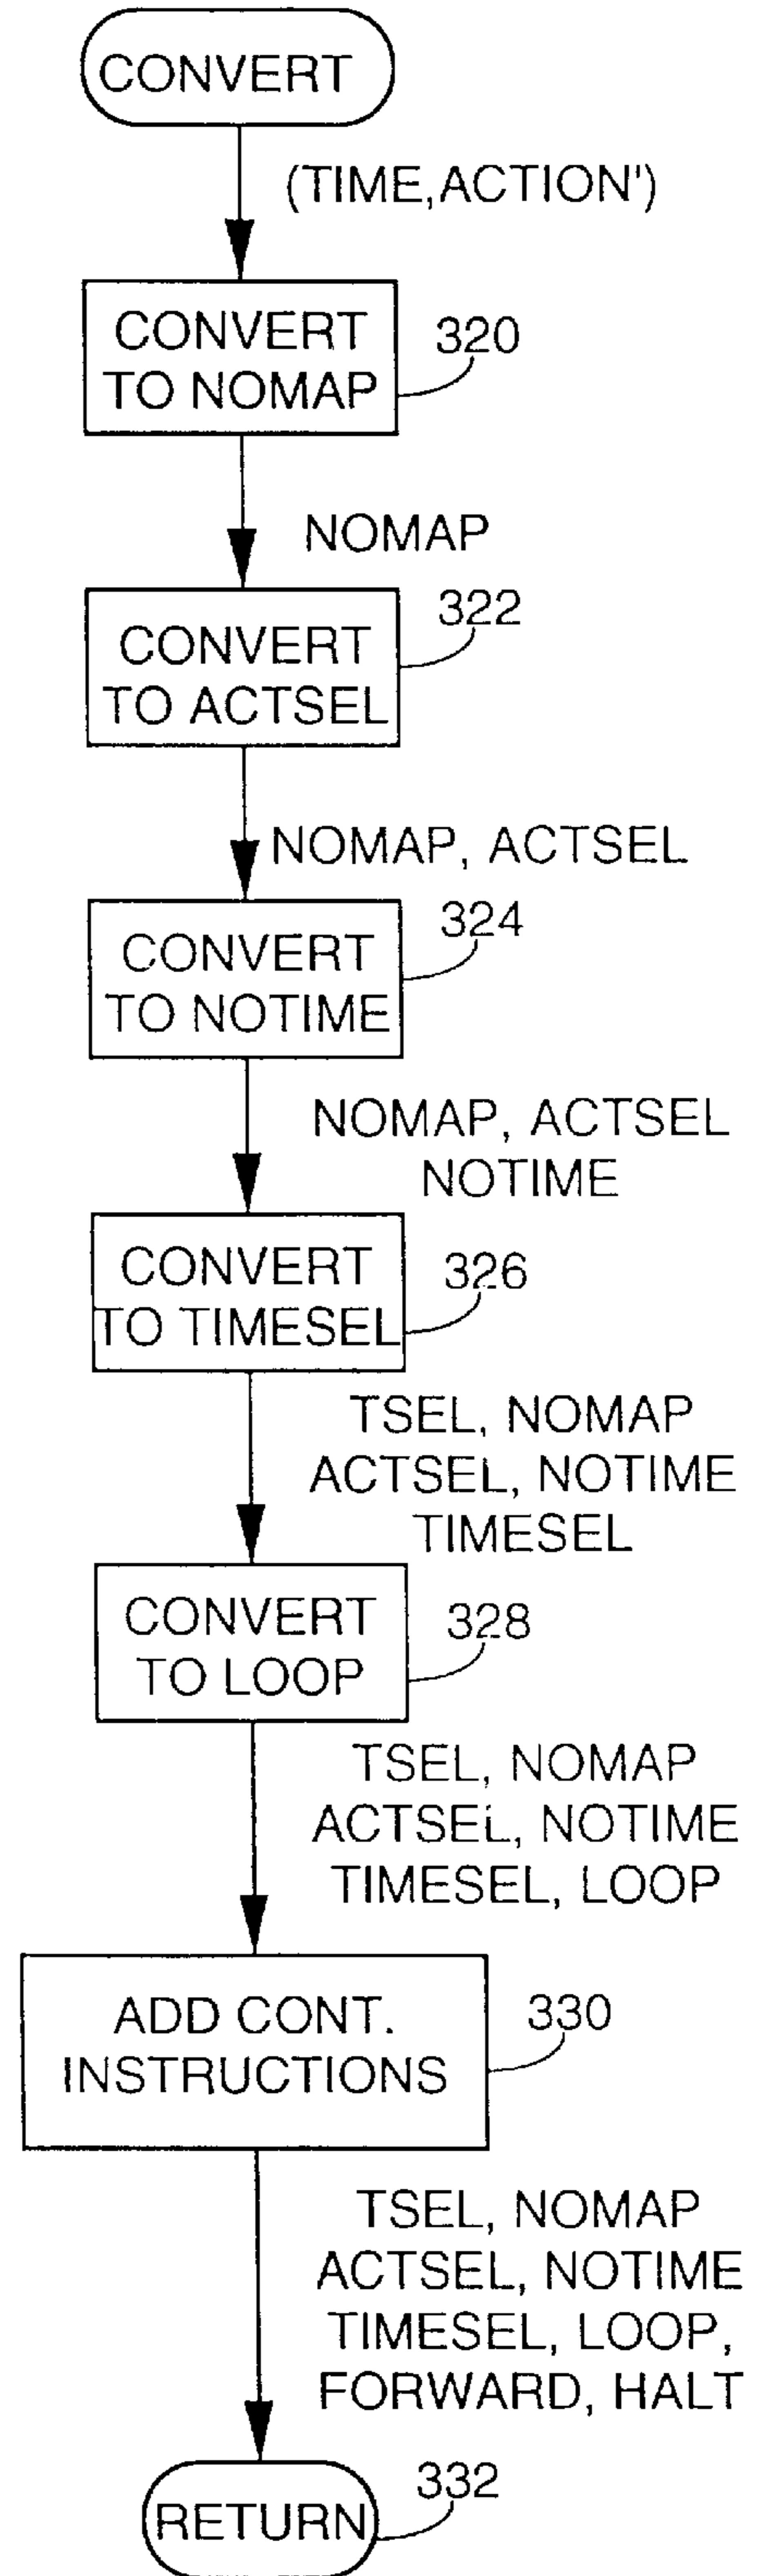 CONVERT
(TIME,ACTION')
CONVERT
TO NOMAP
320
NOMAP
322
CONVERT
TO ACTSEL
NOMAP, ACTSEL
324
CONVERT
TO NOTIME
NOMAP, ACTSEL
NOTIME
CONVERT
TO TIMESEL
326
TSEL, NOMAP
ACTSEL, NOTIME
TIMESEL
CONVERT
TO LOOP
328
TSEL, NOMAP
ACTSEL, NOTIME
TIMESEL, LOOP
ADD CONT.
INSTRUCTIONS
330
TSEL, NOMAP
ACTSEL, NOTIME
TIMESEL, LOOP,
FORWARD, HALT
332
RETURN